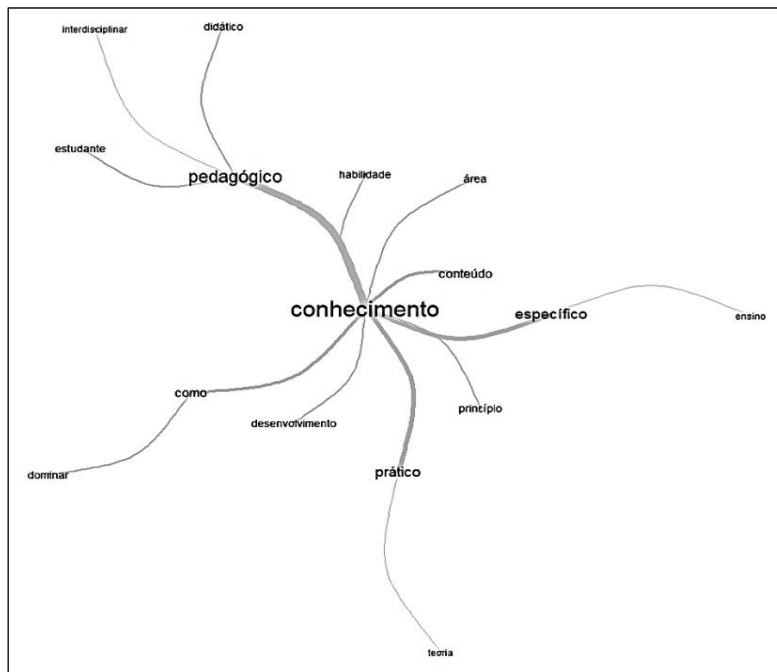 interdisciplinar
didático
estudante
pedagógico
habilidade
área
conteúdo
conhecimento
específico
ensino
como
princípio
desenvolvimento
prático
dominar
teoria